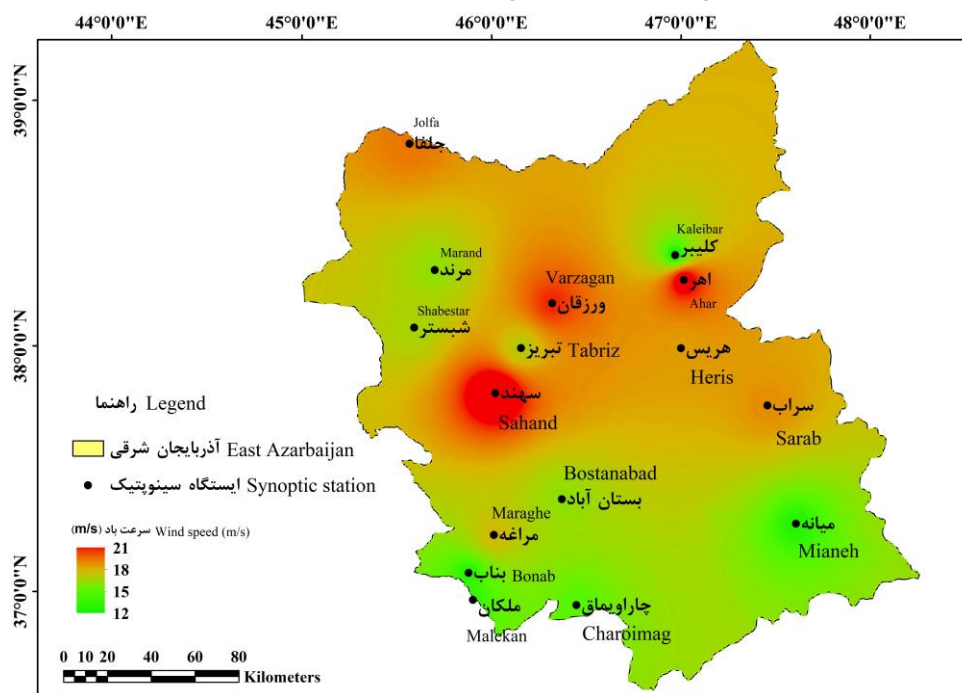 44°0'0"E 45°0'0"E 46°0'0"E 47°0'0"E 48°0'0"E
39°0'0"N
Jolfa
جلفا
Kaleibar
کلیبر
Marand
مرند
Varzagan
ورزقان
اهر
Ahar
Shabestar
شبستر
38°0'0"N
تبریز Tabriz
هریس
Heris
سهند
Sahand
سراب
Sarab
راهنما Legend
آذربایجان شرقی East Azarbaijan
ایستگاه سینوپتیک Synoptic station
Bostanabad
بستان آباد
Maraghe
مراغه
میانه
Mianeh
سرعت باد (m/s) Wind speed (m/s)
21
18
15
12
بناب Bonab
37°0'0"N
ملکان
Malekan
چاراویماق
Charoimag
0 10 20 40 60 80
Kilometers